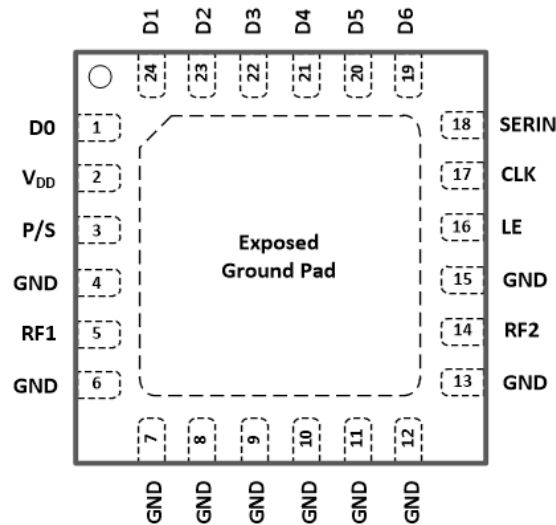 D1 D2 D3 D4 D5 D6
24 23 22 21 20 19
D0 1 18 SERIN
VDD 2 17 CLK
P/S 3 16 LE
Exposed
Ground Pad
GND 4 15 GND
RF1 5 14 RF2
GND 6 13 GND
7 8 9 10 11 12
GND GND GND GND GND GND